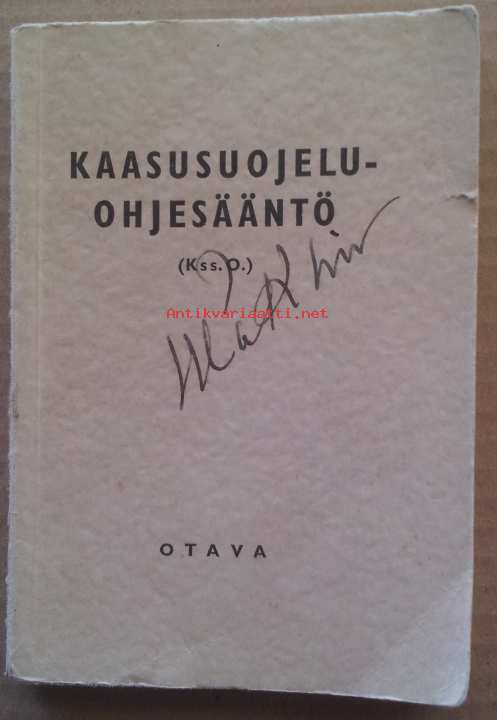 KAASUSUOJELU-
OHJESÄÄNTÖ
(Kss. O.)
Antikvariaatti.net
OTAVA